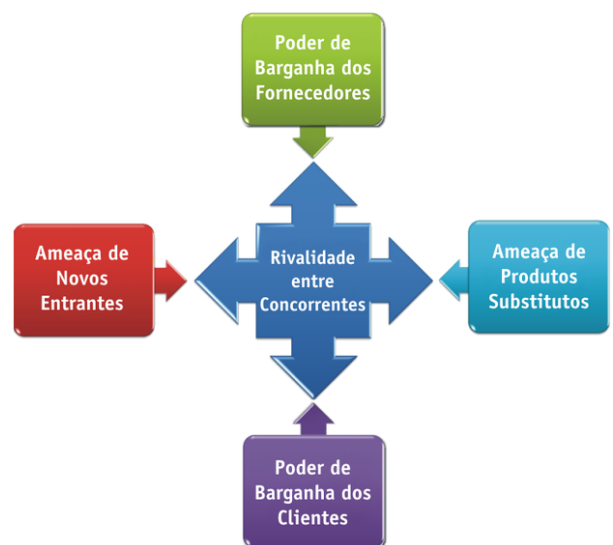 Poder de
Barganha dos
Fornecedores
Ameaça de
Novos
Entrantes
Rivalidade
entre
Concorrentes
Ameaça de
Produtos
Substitutos
Poder de
Barganha dos
Clientes